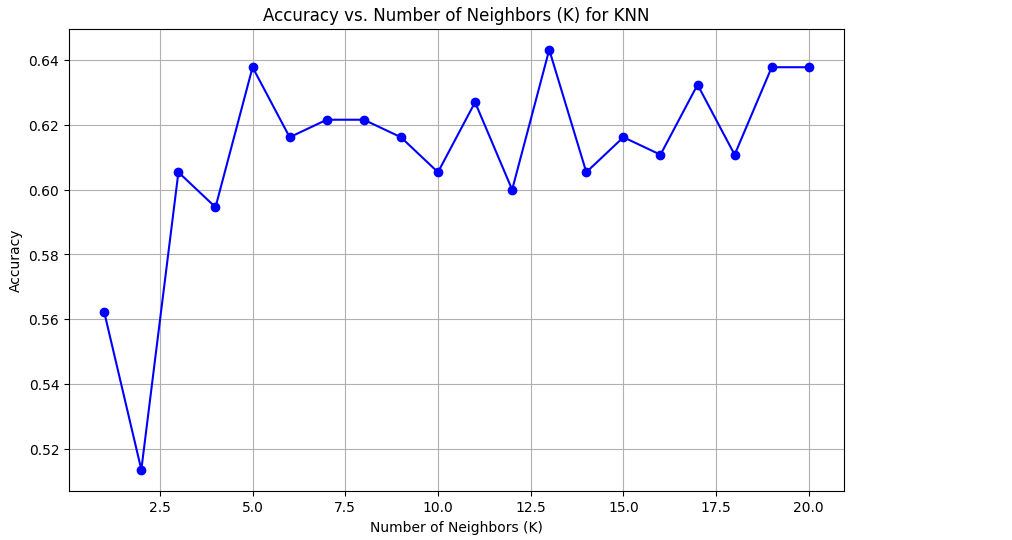 Accuracy vs. Number of Neighbors (K) for KNN
0.64
0.62
0.60
0.58
0.56
0.54
0.52
Accuracy
2.5 5.0 7.5 10.0 12.5 15.0 17.5 20.0
Number of Neighbors (K)